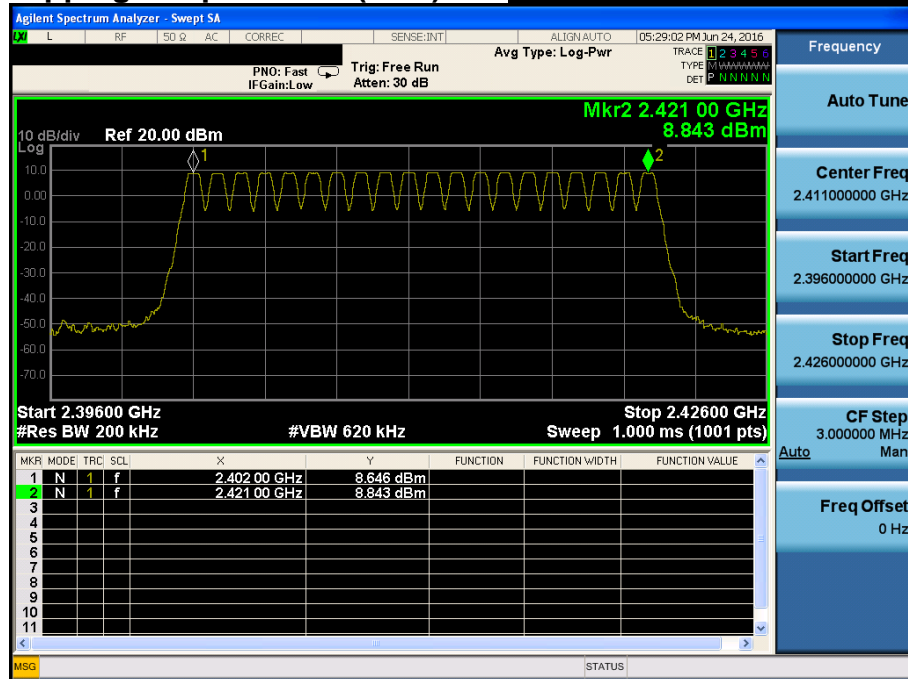 Agilent Spectrum Analyzer - Swept SA
LXI L RF 50 Ω AC CORREC SENSE:INT ALIGN AUTO 05:29:02 PM Jun 24, 2016
Avg Type: Log-Pwr TRACE 1 2 3 4 5 6
PNO: Fast Trig: Free Run TYPE M WWWWW
IFGain:Low Atten: 30 dB DET P N N N N N
Mkr2 2.421 00 GHz
10 dB/div Ref 20.00 dBm 8.843 dBm
Log
1 2
10.0
0.00
-10.0
-20.0
-30.0
-40.0
-50.0
-60.0
-70.0
Start 2.39600 GHz Stop 2.42600 GHz
#Res BW 200 kHz #VBW 620 kHz Sweep 1.000 ms (1001 pts)
MKR MODE TRC SCL X Y FUNCTION FUNCTION WIDTH FUNCTION VALUE
1 N 1 f 2.402 00 GHz 8.646 dBm
2 N 1 f 2.421 00 GHz 8.843 dBm
3
4
5
6
7
8
9
10
11
MSG STATUS
Frequency
Auto Tune
Center Freq
2.411000000 GHz
Start Freq
2.396000000 GHz
Stop Freq
2.426000000 GHz
CF Step
3.000000 MHz
Auto Man
Freq Offset
0 Hz